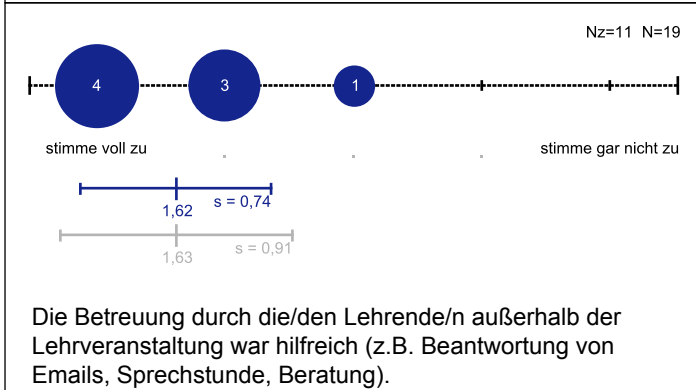 Nz=11 N=19
4 3 1
stimme voll zu stimme gar nicht zu
s = 0,74
1,62
s = 0,91
1,63
Die Betreuung durch die/den Lehrende/n außerhalb der
Lehrveranstaltung war hilfreich (z.B. Beantwortung von
Emails, Sprechstunde, Beratung).